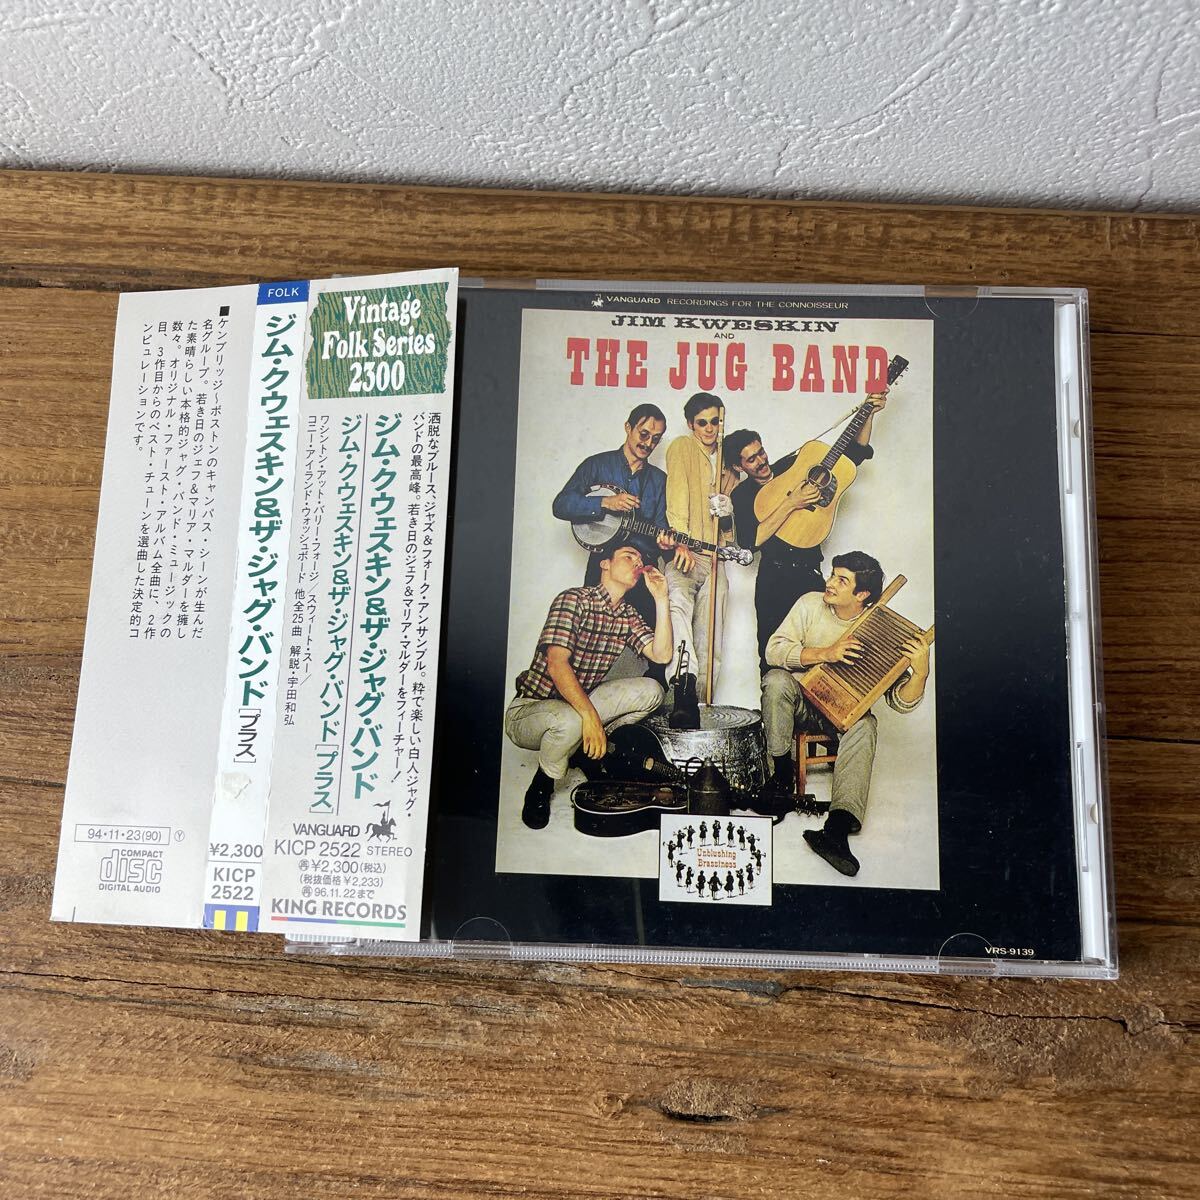 ■ケンブリッジ〜ボストンのキャンパス・シーンが生んだ
名グループ。若き日のジェフ&マリア・マルダーを擁し
た素晴らしい本格的ジャグ・バンド・ミュージックの
数々。オリジナル・ファースト・アルバム全曲に、2作
目、3作目からのベスト・チューンを選曲した決定的コ
ンピュレーションです。
94・11・23(90) Ⓨ
COMPACT
disc
DIGITAL AUDIO
FOLK
ジム・クウェスキン&ザ・ジャグ・バンド[プラス]
¥2,300
KICP
2522
Vintage
Folk Series
2300
洒脱なブルース、ジャズ&フォーク・アンサンブル。粋で楽しい白人ジャグ・
バンドの最高峰。若き日のジェフ&マリア・マルダーをフィーチャー!
ジム・クウェスキン&ザ・ジャグ・バンド
ジム・クウェスキン&ザ・ジャグ・バンド[プラス]
ワシントン・アット・バリー・フォージ/スウィート・スー/
コニー・アイランド・ウォッシュボード 他全25曲 解説・宇田和弘
VANGUARD
KICP 2522 STEREO
㊢¥2,300(税込)
(税抜価格¥2,233)
㊢96.11.22まで
KING RECORDS
VANGUARD RECORDINGS FOR THE CONNOISSEUR
JIM KWESKIN
AND
THE JUG BAND
Unblushing
Brassiness
VRS-9139